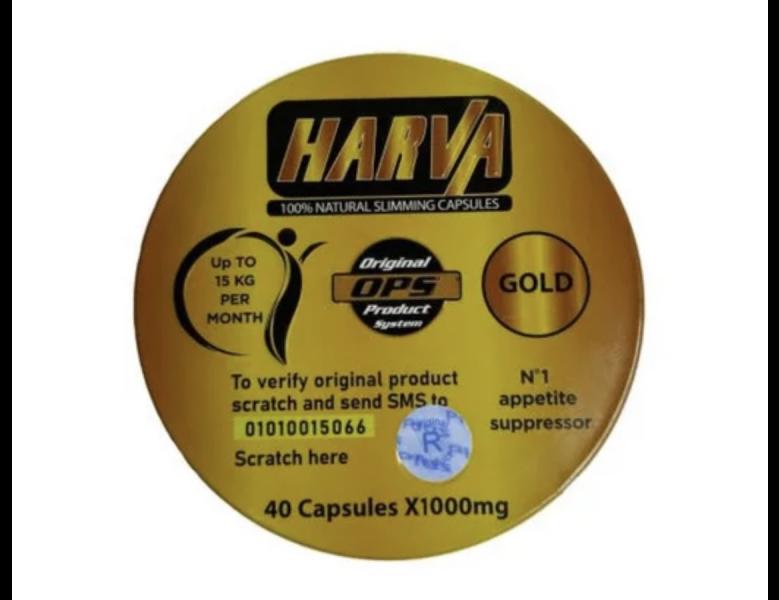 HARVA
100% NATURAL SLIMMING CAPSULES
Up TO
15 KG
PER
MONTH
Original
OPS
Product
System
GOLD
To verify original product
scratch and send SMS to
01010015066
Scratch here
R
N°1
appetite
suppressor
40 Capsules X1000mg